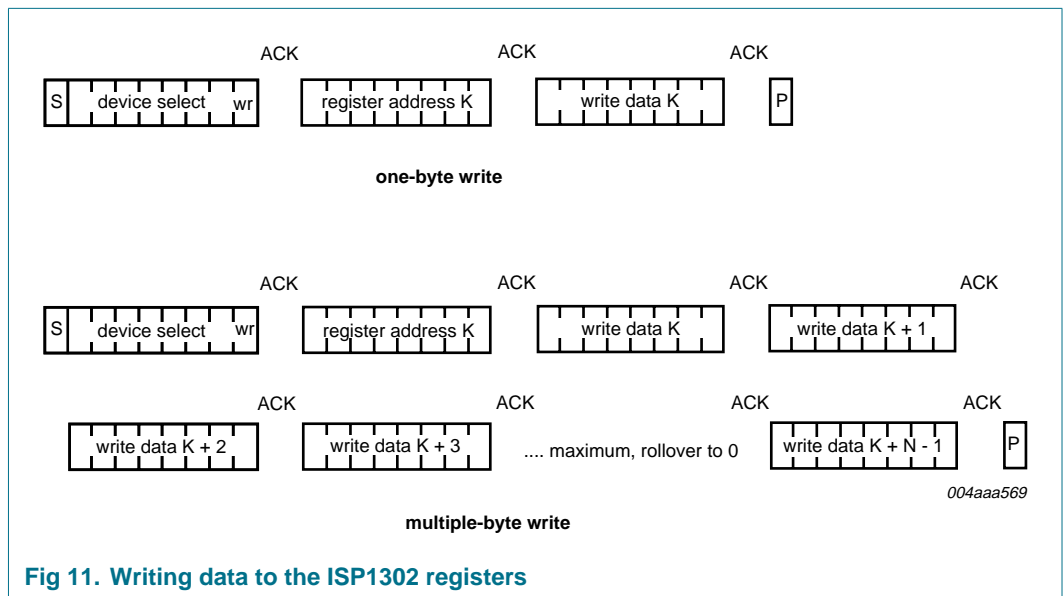 ACK ACK ACK
S device select wr register address K write data K P
one-byte write
ACK ACK ACK ACK
S device select wr register address K write data K write data K + 1
ACK ACK ACK ACK
write data K + 2 write data K + 3 .... maximum, rollover to 0 write data K + N - 1 P
004aaa569
multiple-byte write
Fig 11. Writing data to the ISP1302 registers